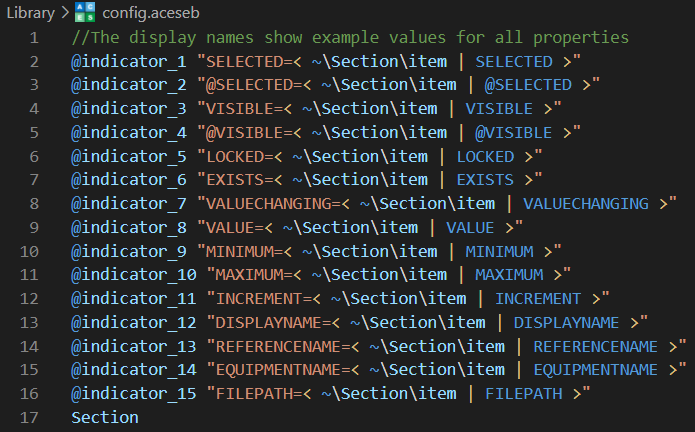 Library > ACES config.aceseb
1 //The display names show example values for all properties
2 @indicator_1 "SELECTED=< ~\Section\item | SELECTED >"
3 @indicator_2 "@SELECTED=< ~\Section\item | @SELECTED >"
4 @indicator_3 "VISIBLE=< ~\Section\item | VISIBLE >"
5 @indicator_4 "@VISIBLE=< ~\Section\item | @VISIBLE >"
6 @indicator_5 "LOCKED=< ~\Section\item | LOCKED >"
7 @indicator_6 "EXISTS=< ~\Section\item | EXISTS >"
8 @indicator_7 "VALUECHANGING=< ~\Section\item | VALUECHANGING >"
9 @indicator_8 "VALUE=< ~\Section\item | VALUE >"
10 @indicator_9 "MINIMUM=< ~\Section\item | MINIMUM >"
11 @indicator_10 "MAXIMUM=< ~\Section\item | MAXIMUM >"
12 @indicator_11 "INCREMENT=< ~\Section\item | INCREMENT >"
13 @indicator_12 "DISPLAYNAME=< ~\Section\item | DISPLAYNAME >"
14 @indicator_13 "REFERENCENAME=< ~\Section\item | REFERENCENAME >"
15 @indicator_14 "EQUIPMENTNAME=< ~\Section\item | EQUIPMENTNAME >"
16 @indicator_15 "FILEPATH=< ~\Section\item | FILEPATH >"
17 Section